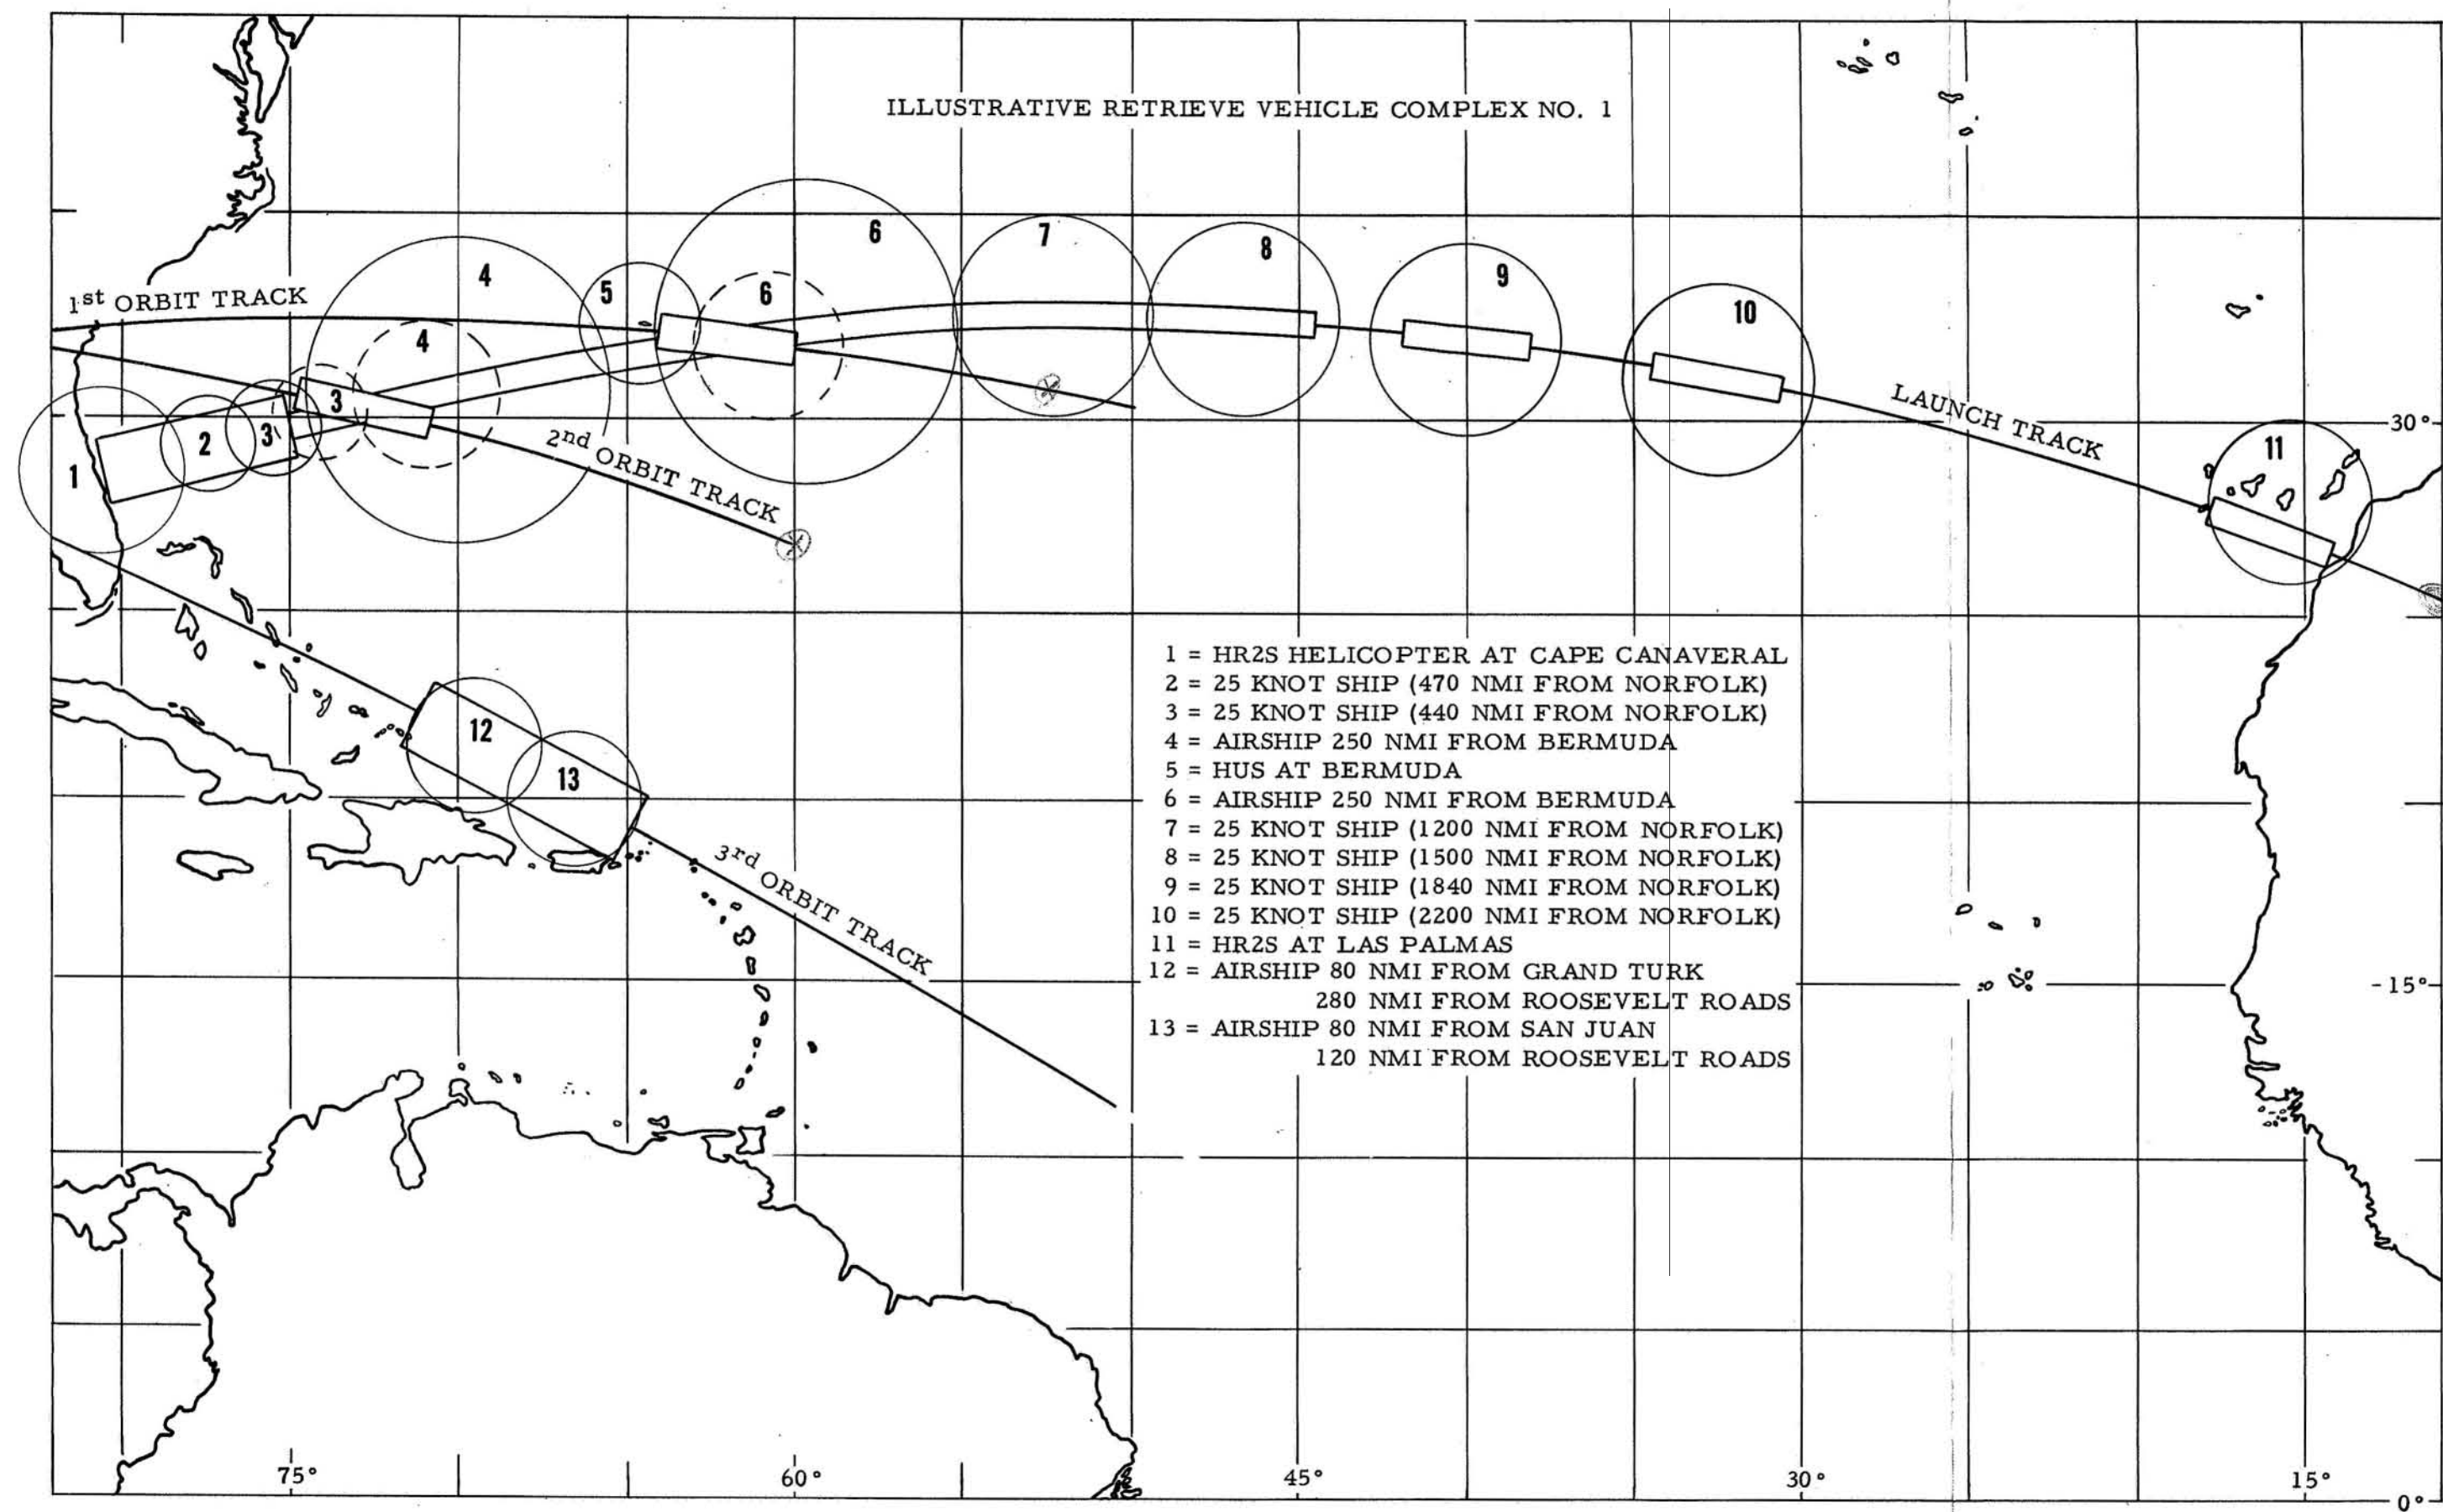 ILLUSTRATIVE RETRIEVE VEHICLE COMPLEX NO. 1
6
7
8
4
9
1st ORBIT TRACK
5
6
10
4
LAUNCH TRACK
3
30°
2
3
2nd ORBIT TRACK
11
1
1 = HR2S HELICOPTER AT CAPE CANAVERAL
2 = 25 KNOT SHIP (470 NMI FROM NORFOLK)
3 = 25 KNOT SHIP (440 NMI FROM NORFOLK)
4 = AIRSHIP 250 NMI FROM BERMUDA
5 = HUS AT BERMUDA
6 = AIRSHIP 250 NMI FROM BERMUDA
7 = 25 KNOT SHIP (1200 NMI FROM NORFOLK)
8 = 25 KNOT SHIP (1500 NMI FROM NORFOLK)
9 = 25 KNOT SHIP (1840 NMI FROM NORFOLK)
10 = 25 KNOT SHIP (2200 NMI FROM NORFOLK)
11 = HR2S AT LAS PALMAS
12 = AIRSHIP 80 NMI FROM GRAND TURK
280 NMI FROM ROOSEVELT ROADS
13 = AIRSHIP 80 NMI FROM SAN JUAN
120 NMI FROM ROOSEVELT ROADS
12
13
3rd ORBIT TRACK
15°
75°
60°
45°
30°
15°
0°